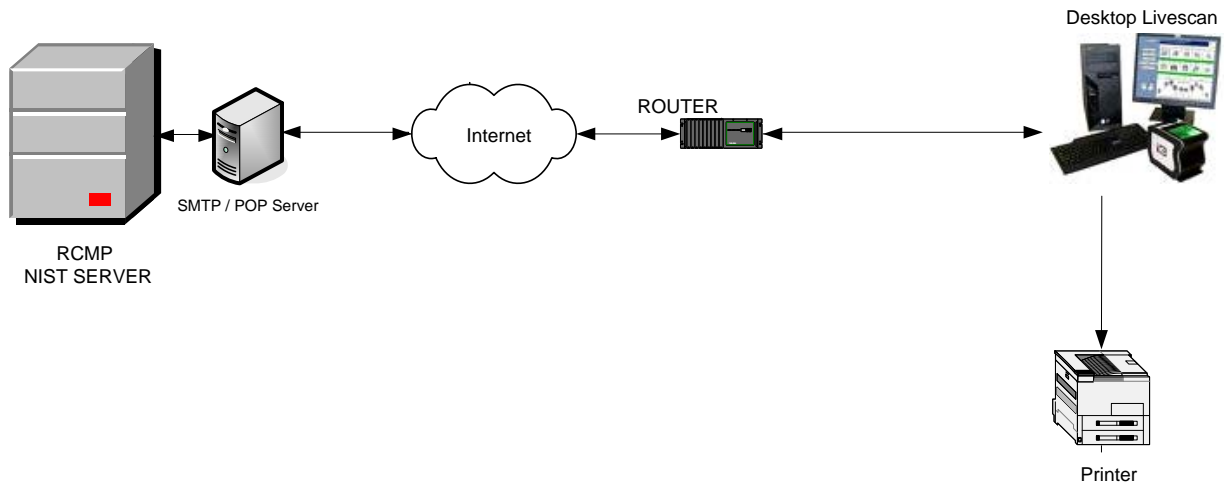 Desktop Livescan
ROUTER
Internet
SMTP / POP Server
RCMP
NIST SERVER
Printer